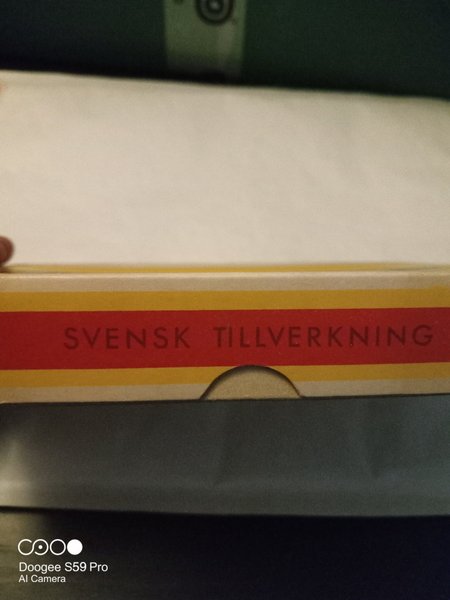 SVENSK TILLVERKNING
Doogee S59 Pro
AI Camera